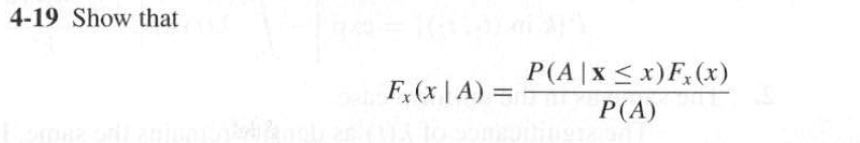 4-19 Show that
F_x(x | A) = P(A | x ≤ x)F_x(x) / P(A)